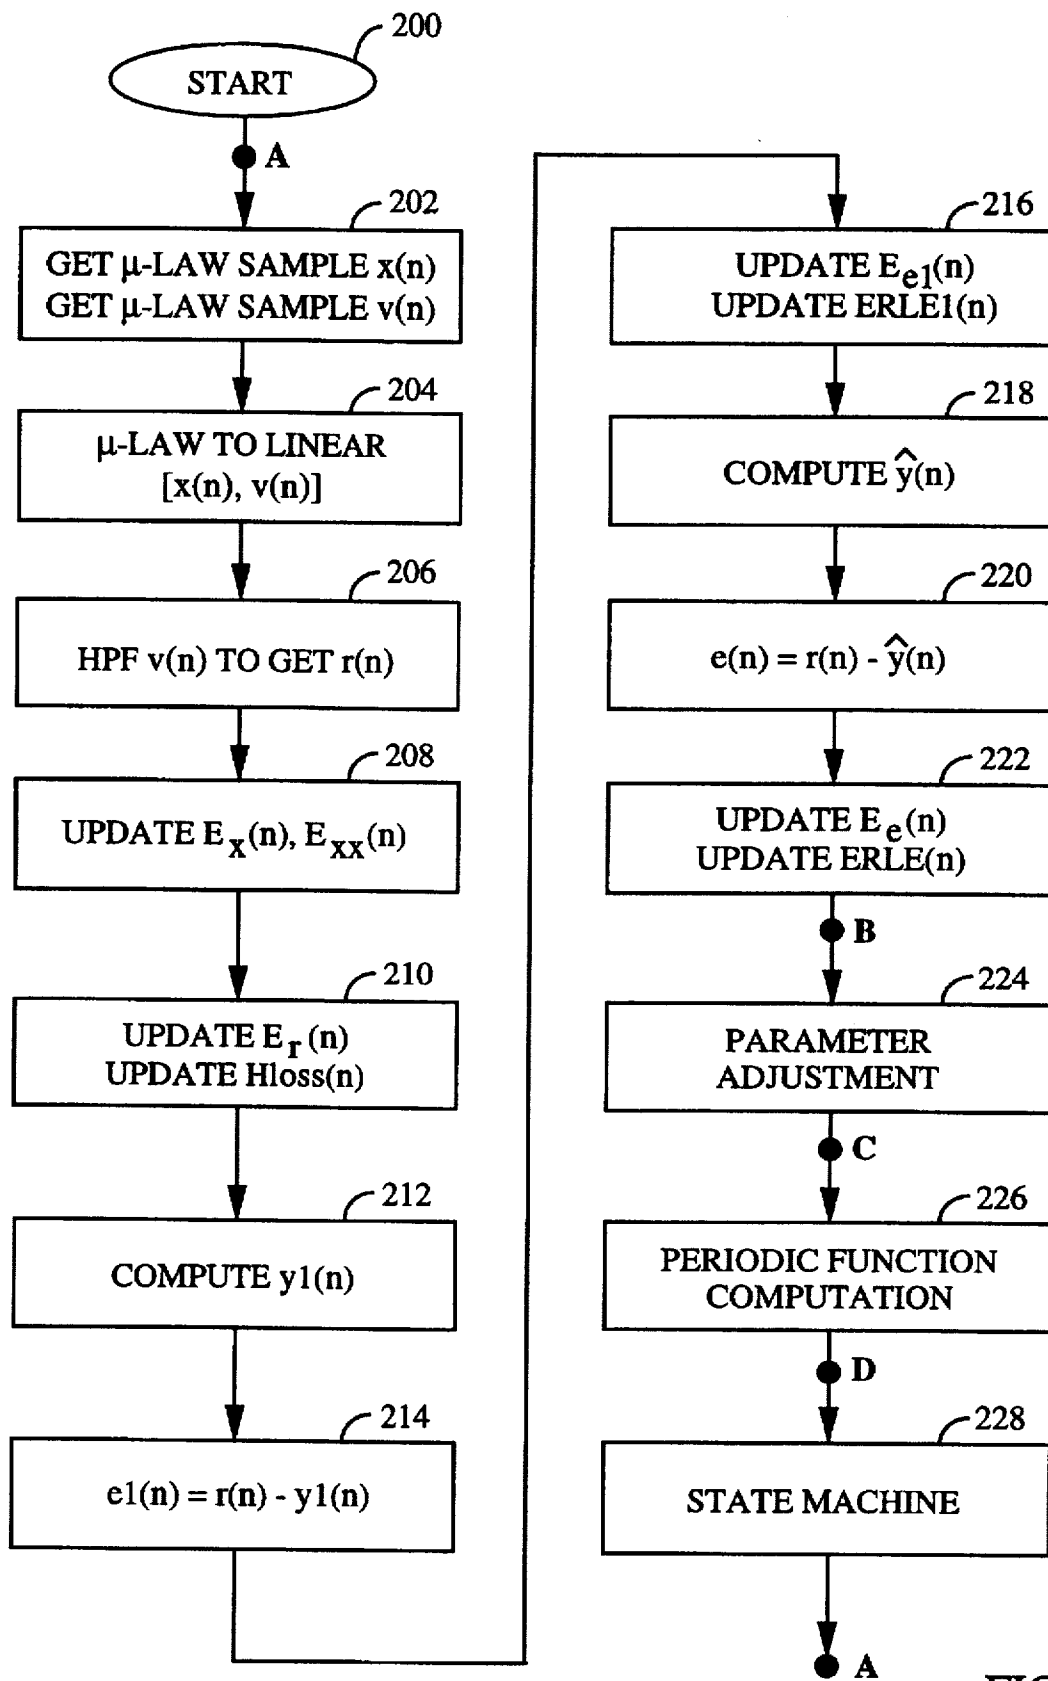 200
START
A
202
GET μ-LAW SAMPLE x(n)
GET μ-LAW SAMPLE v(n)
204
μ-LAW TO LINEAR
[x(n), v(n)]
206
HPF v(n) TO GET r(n)
208
UPDATE Ex(n), Exx(n)
210
UPDATE Er(n)
UPDATE Hloss(n)
212
COMPUTE y1(n)
214
e1(n) = r(n) - y1(n)
216
UPDATE Ee1(n)
UPDATE ERLE1(n)
218
COMPUTE ŷ(n)
220
e(n) = r(n) - ŷ(n)
222
UPDATE Ee(n)
UPDATE ERLE(n)
B
224
PARAMETER
ADJUSTMENT
C
226
PERIODIC FUNCTION
COMPUTATION
D
228
STATE MACHINE
A